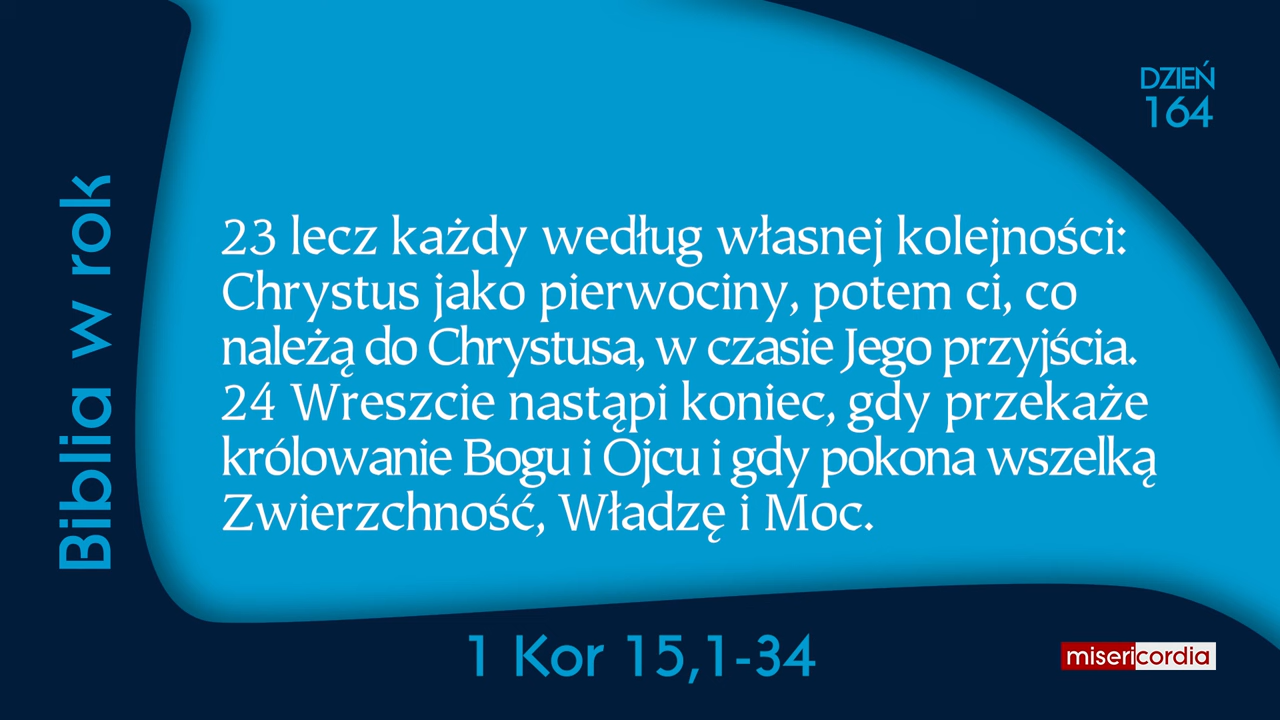 DZIEŃ
164
Biblia w rok
23 lecz każdy według własnej kolejności:
Chrystus jako pierwociny, potem ci, co
należą do Chrystusa, w czasie Jego przyjścia.
24 Wreszcie nastąpi koniec, gdy przekaże
królowanie Bogu i Ojcu i gdy pokona wszelką
Zwierzchność, Władzę i Moc.
1 Kor 15,1-34
misericordia